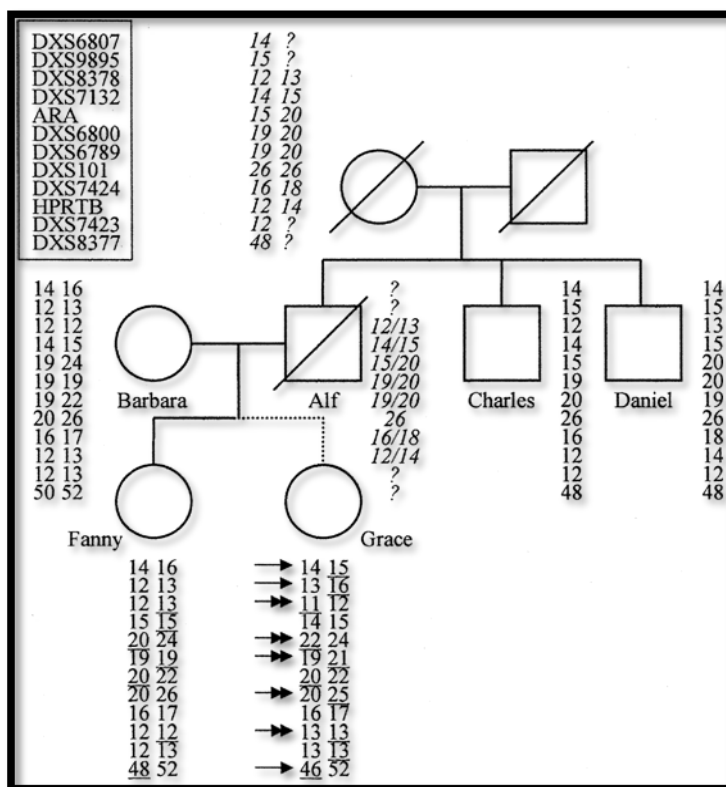 DXS6807 14 ?
DXS9895 15 ?
DXS8378 12 13
DXS7132 14 15
ARA 15 20
DXS6800 19 20
DXS6789 19 20
DXS101 26 26
DXS7424 16 18
HPRTB 12 14
DXS7423 12 ?
DXS8377 48 ?
14 16 ? 14 14
12 13 ? 15 15
12 12 12/13 12 13
14 15 14/15 14 15
19 24 15/20 15 20
19 19 19/20 19 20
19 22 Barbara 19/20 Alf 20 Charles 19 Daniel
20 26 26 26 26
16 17 16/18 16 18
12 13 12/14 12 14
12 13 ? 12 12
50 52 ? 48 48
Fanny Grace
14 16 14 15
12 13 13 16
12 13 11 12
15 15 14 15
20 24 22 24
19 19 19 21
20 22 20 22
20 26 20 25
16 17 16 17
12 12 13 13
12 13 13 13
48 52 46 52